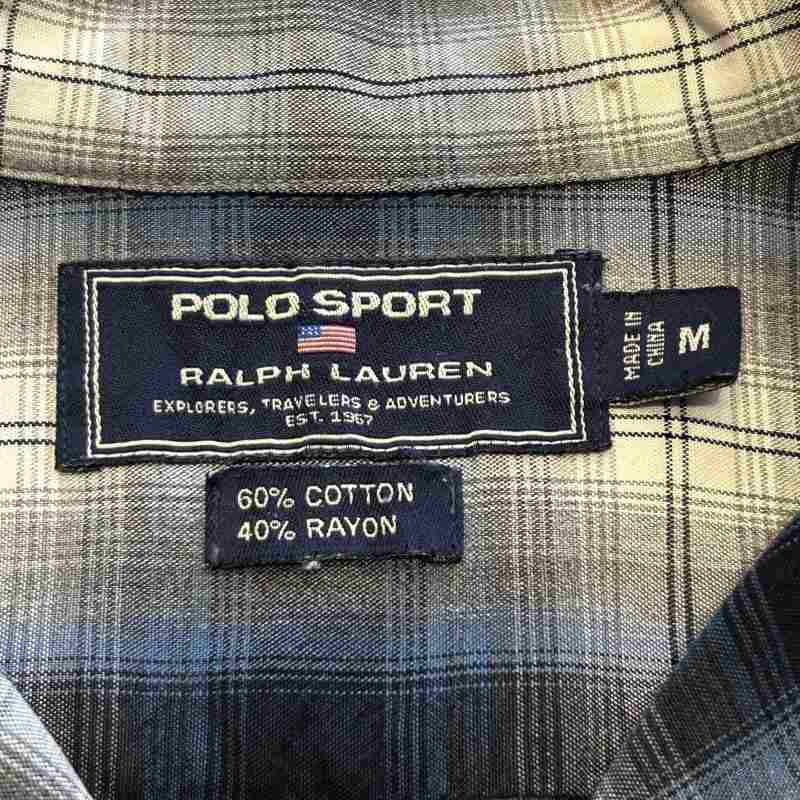 POLO SPORT
RALPH LAUREN
EXPLORERS, TRAVELERS & ADVENTURERS
EST. 1967
MADE IN
CHINA
M
60% COTTON
40% RAYON